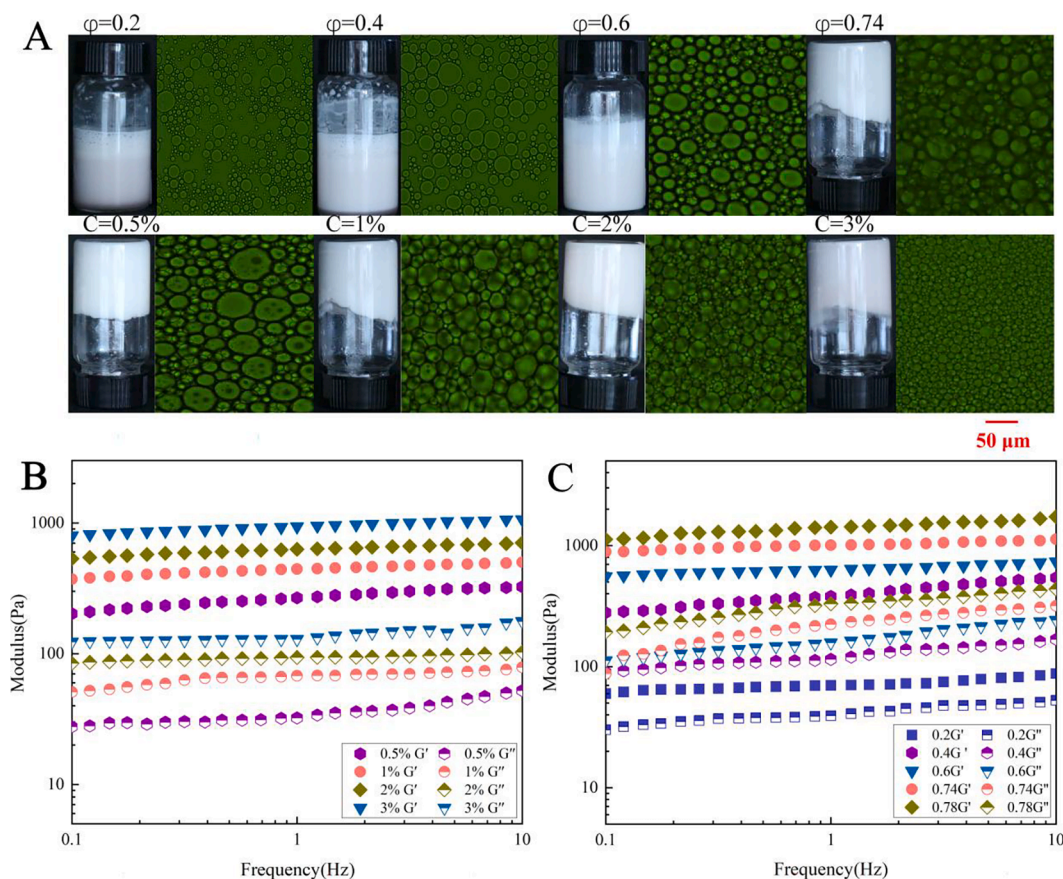 A
φ=0.2 φ=0.4 φ=0.6 φ=0.74
C=0.5% C=1% C=2% C=3%
50 μm
B
1000
100
10
0.1 1 10
Modulus(Pa)
Frequency(Hz)
0.5% G′ 0.5% G″
1% G′ 1% G″
2% G′ 2% G″
3% G′ 3% G″
C
1000
100
10
0.1 1 10
Modulus(Pa)
Frequency(Hz)
0.2G' 0.2G"
0.4G ' 0.4G"
0.6G' 0.6G"
0.74G' 0.74G"
0.78G' 0.78G"